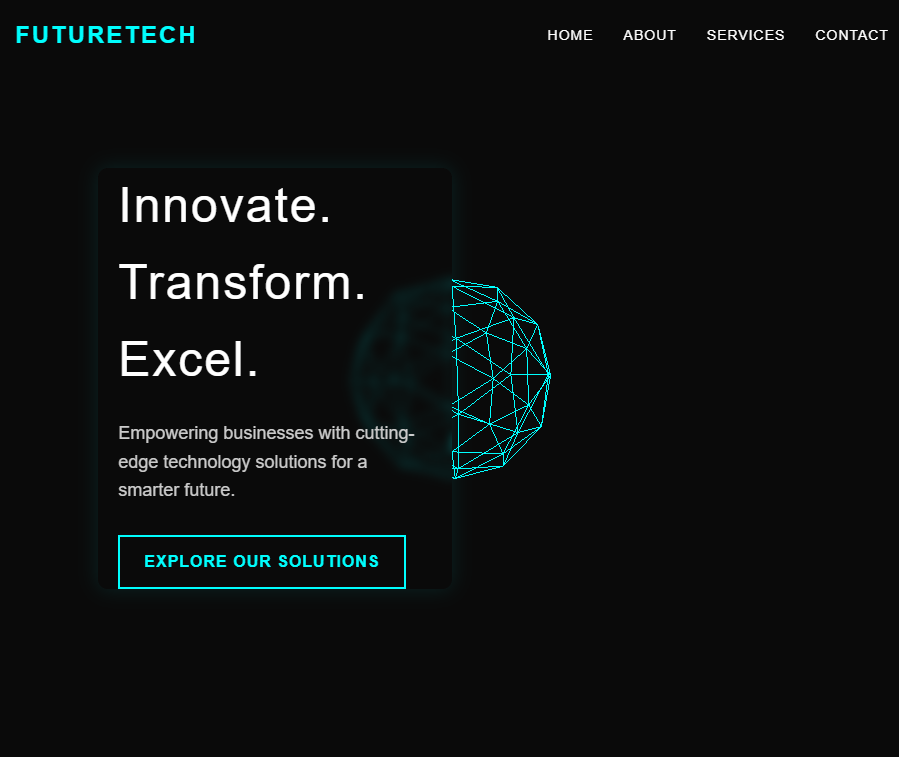 FUTURETECH
HOME ABOUT SERVICES CONTACT
Innovate.
Transform.
Excel.
Empowering businesses with cutting-
edge technology solutions for a
smarter future.
EXPLORE OUR SOLUTIONS